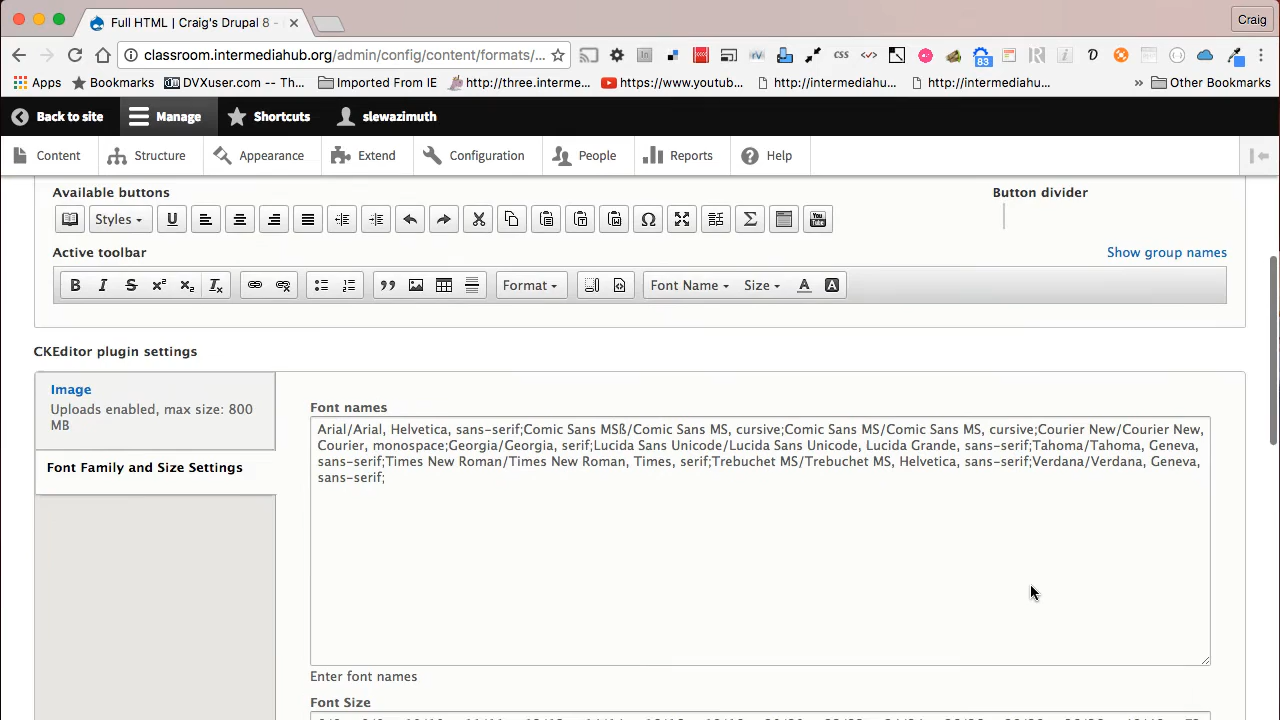 Full HTML | Craig's Drupal 8 -
Craig
classroom.intermediahub.org/admin/config/content/formats/...
83
Apps Bookmarks DVXuser.com -- Th... Imported From IE http://three.interme... https://www.youtub... http://intermediahu... http://intermediahu... » Other Bookmarks
Back to site Manage Shortcuts slewazimuth
Content Structure Appearance Extend Configuration People Reports Help
Available buttons Button divider
Styles
Active toolbar Show group names
Format Font Name Size
CKEditor plugin settings
Image
Uploads enabled, max size: 800
MB
Font Family and Size Settings
Font names
Arial/Arial, Helvetica, sans-serif;Comic Sans MSß/Comic Sans MS, cursive;Comic Sans MS/Comic Sans MS, cursive;Courier New/Courier New,
Courier, monospace;Georgia/Georgia, serif;Lucida Sans Unicode/Lucida Sans Unicode, Lucida Grande, sans-serif;Tahoma/Tahoma, Geneva,
sans-serif;Times New Roman/Times New Roman, Times, serif;Trebuchet MS/Trebuchet MS, Helvetica, sans-serif;Verdana/Verdana, Geneva,
sans-serif;
Enter font names
Font Size